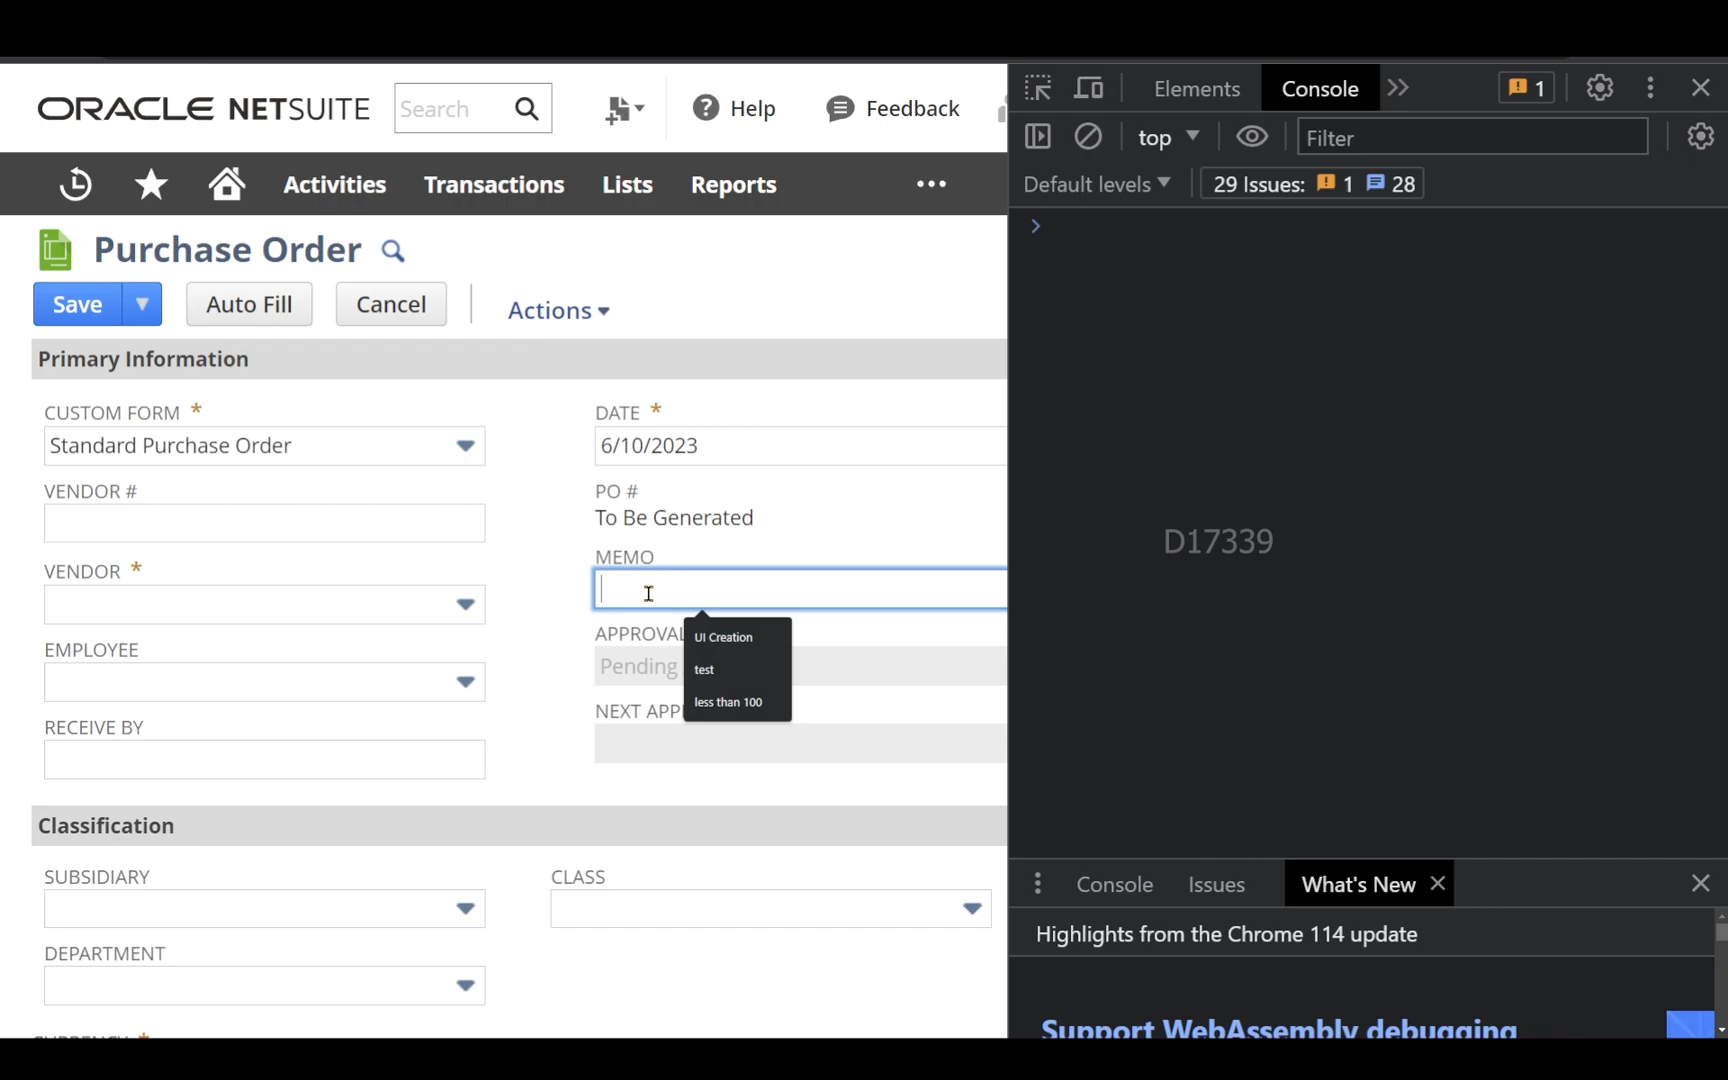 ORACLE NETSUITE
Search
Help
Feedback
Activities
Transactions
Lists
Reports
Purchase Order
Save
Auto Fill
Cancel
Actions
Primary Information
CUSTOM FORM *
Standard Purchase Order
VENDOR #
VENDOR *
EMPLOYEE
RECEIVE BY
DATE *
6/10/2023
PO #
To Be Generated
MEMO
UI Creation
test
less than 100
APPROVAL
Pending
NEXT APP
Classification
SUBSIDIARY
DEPARTMENT
CLASS
Elements
Console
1
top
Filter
Default levels
29 Issues: 1 28
D17339
Console
Issues
What's New
Highlights from the Chrome 114 update
Support WebAssembly debugging